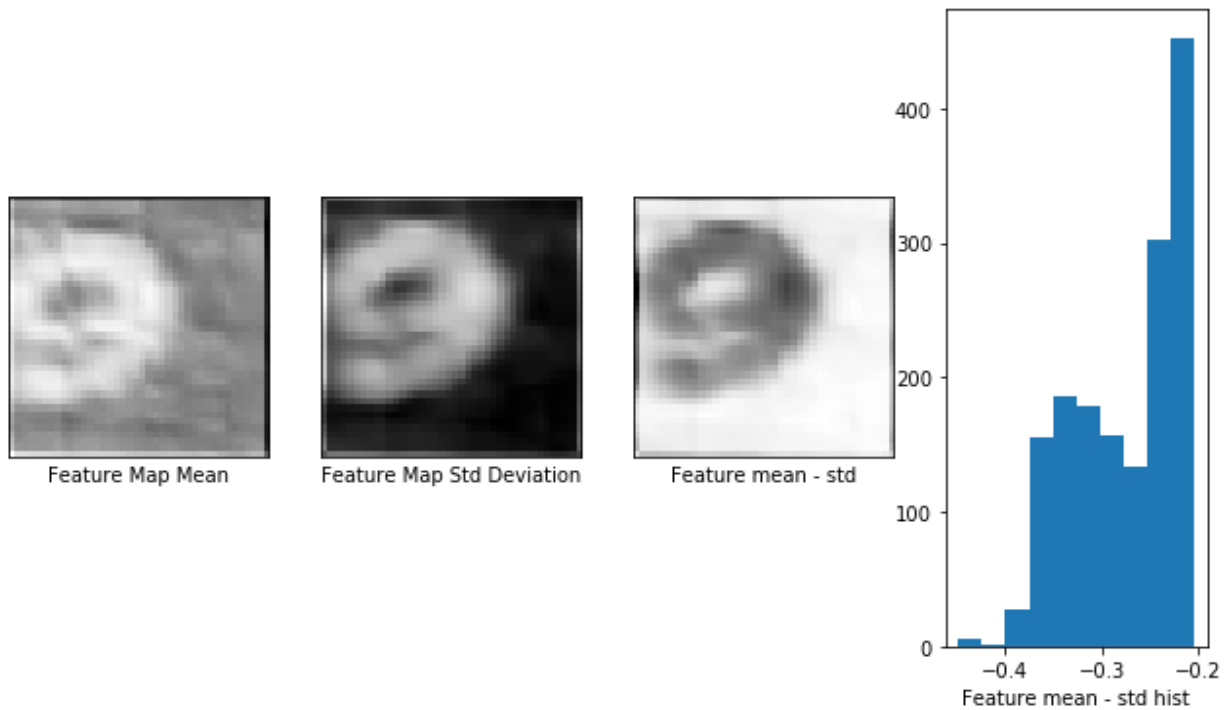 400
300
200
100
0
−0.4 −0.3 −0.2
Feature Map Mean Feature Map Std Deviation Feature mean - std
Feature mean - std hist